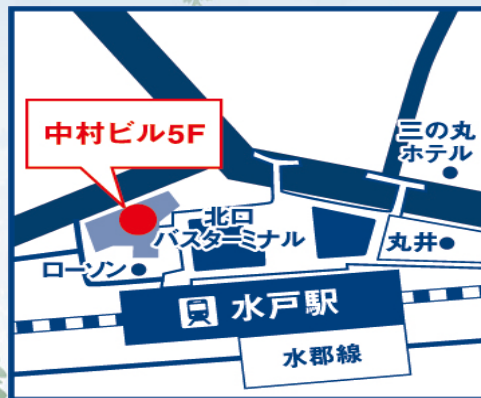 中村ビル5F
三の丸
ホテル
北口
バスターミナル
丸井
ローソン
水戸駅
水郡線